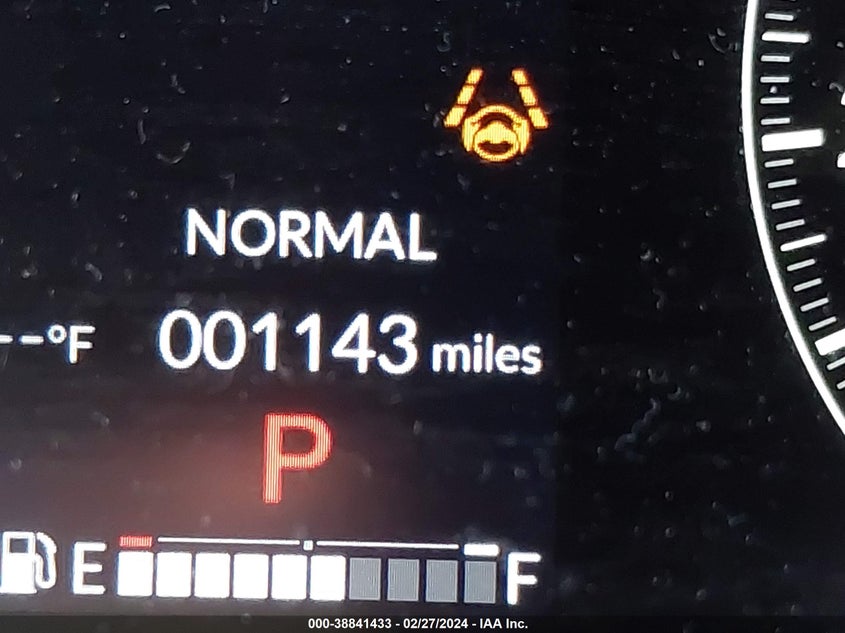 NORMAL
--°F 001143 miles
P
E F
000-38841433 - 02/27/2024 - IAA Inc.